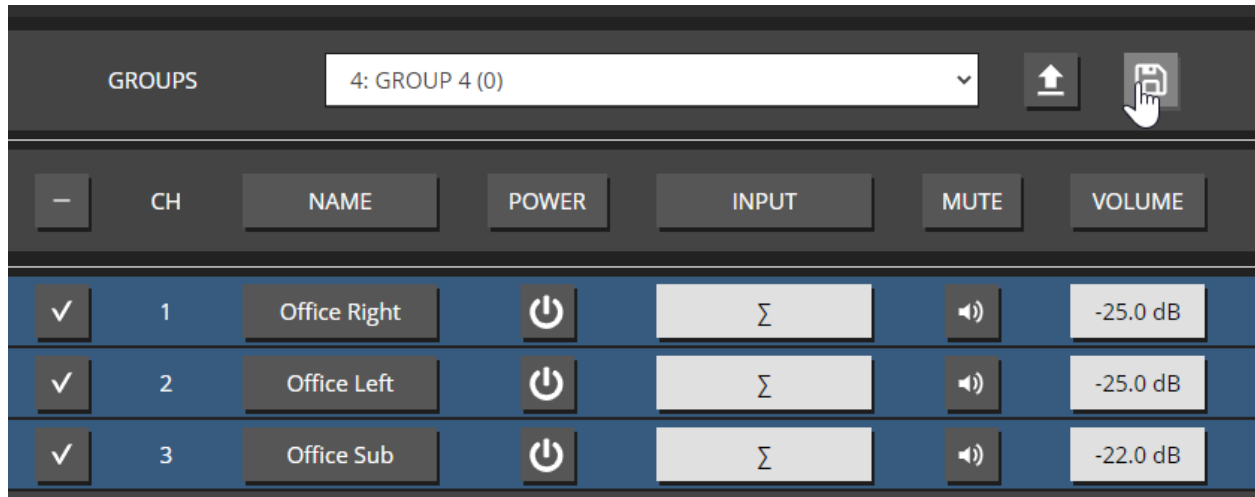 GROUPS 4: GROUP 4 (0)
CH NAME POWER INPUT MUTE VOLUME
1 Office Right ∑ -25.0 dB
2 Office Left ∑ -25.0 dB
3 Office Sub ∑ -22.0 dB